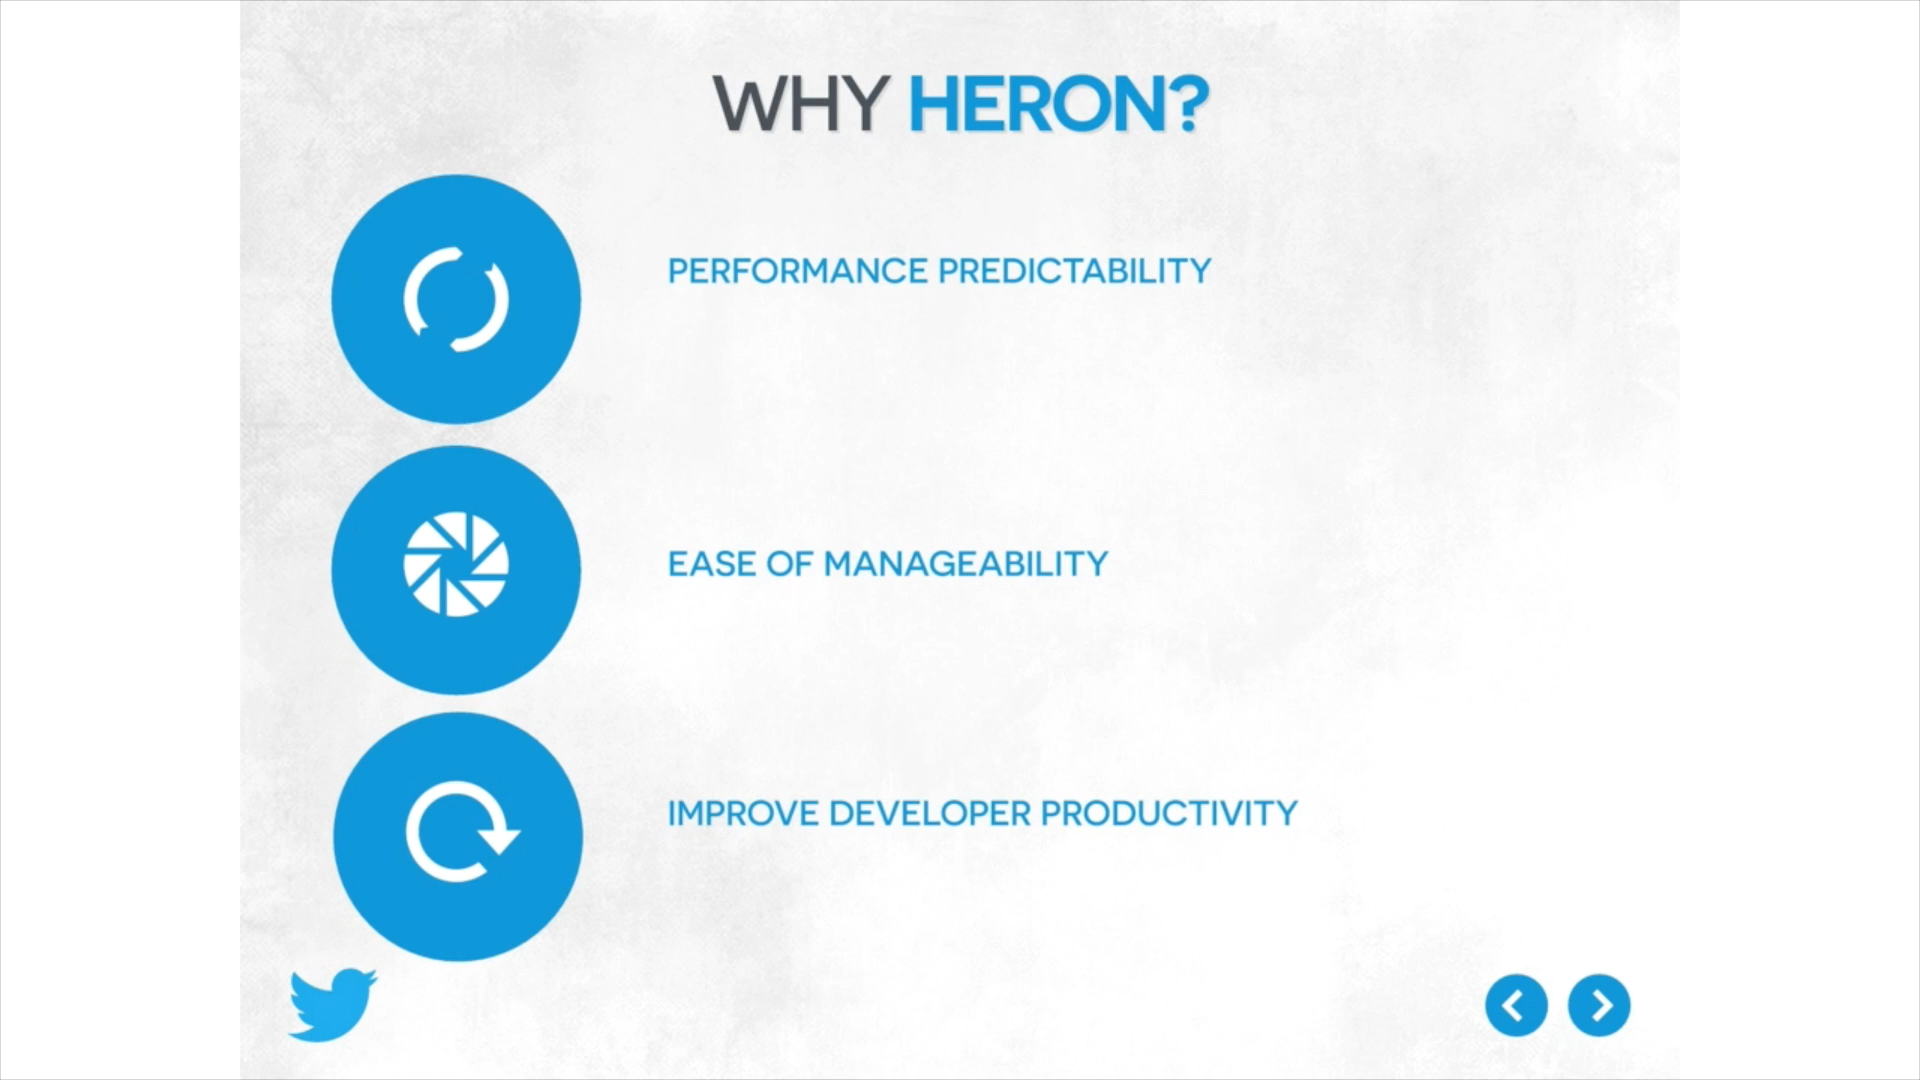 WHY HERON?
PERFORMANCE PREDICTABILITY
EASE OF MANAGEABILITY
IMPROVE DEVELOPER PRODUCTIVITY